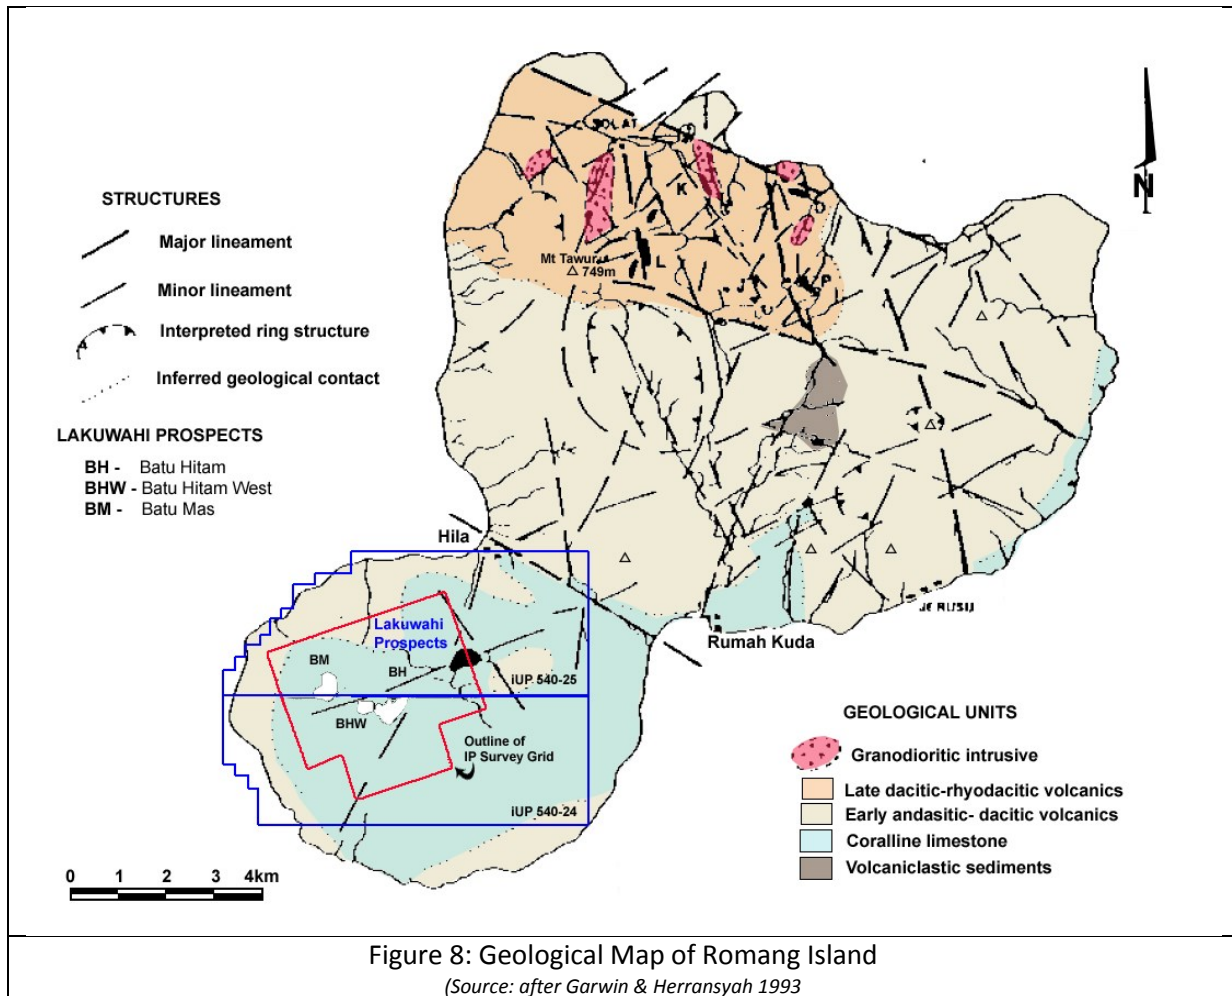 STRUCTURES
Major lineament
Minor lineament
Interpreted ring structure
Inferred geological contact
LAKUWAHI PROSPECTS
BH - Batu Hitam
BHW - Batu Hitam West
BM - Batu Mas
N
K
Mt Tawur
△ 749m
L
J
Hila
Lakuwahi
Prospects
BM
BH
BHW
iUP 540-25
Outline of
IP Survey Grid
iUP 540-24
Rumah Kuda
0 1 2 3 4km
GEOLOGICAL UNITS
Granodioritic intrusive
Late dacitic-rhyodacitic volcanics
Early andasitic- dacitic volcanics
Coralline limestone
Volcaniclastic sediments
Figure 8: Geological Map of Romang Island
(Source: after Garwin & Herransyah 1993